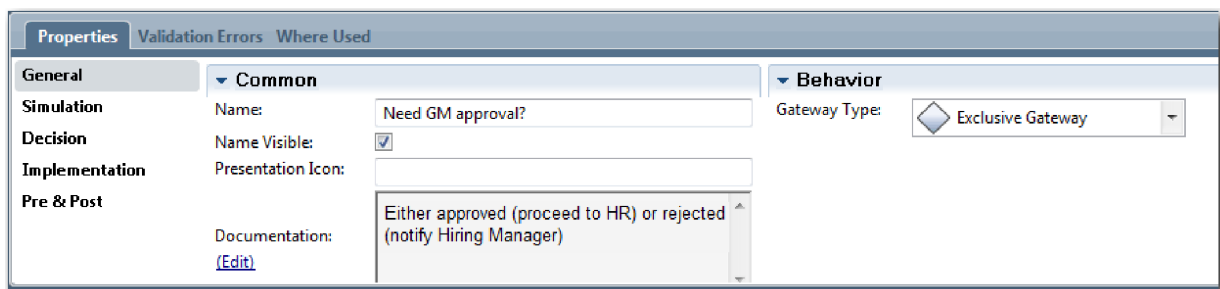 Properties Validation Errors Where Used
General
Simulation
Decision
Implementation
Pre & Post
Common
Name: Need GM approval?
Name Visible:
Presentation Icon:
Documentation:
(Edit)
Either approved (proceed to HR) or rejected
(notify Hiring Manager)
Behavior
Gateway Type: Exclusive Gateway